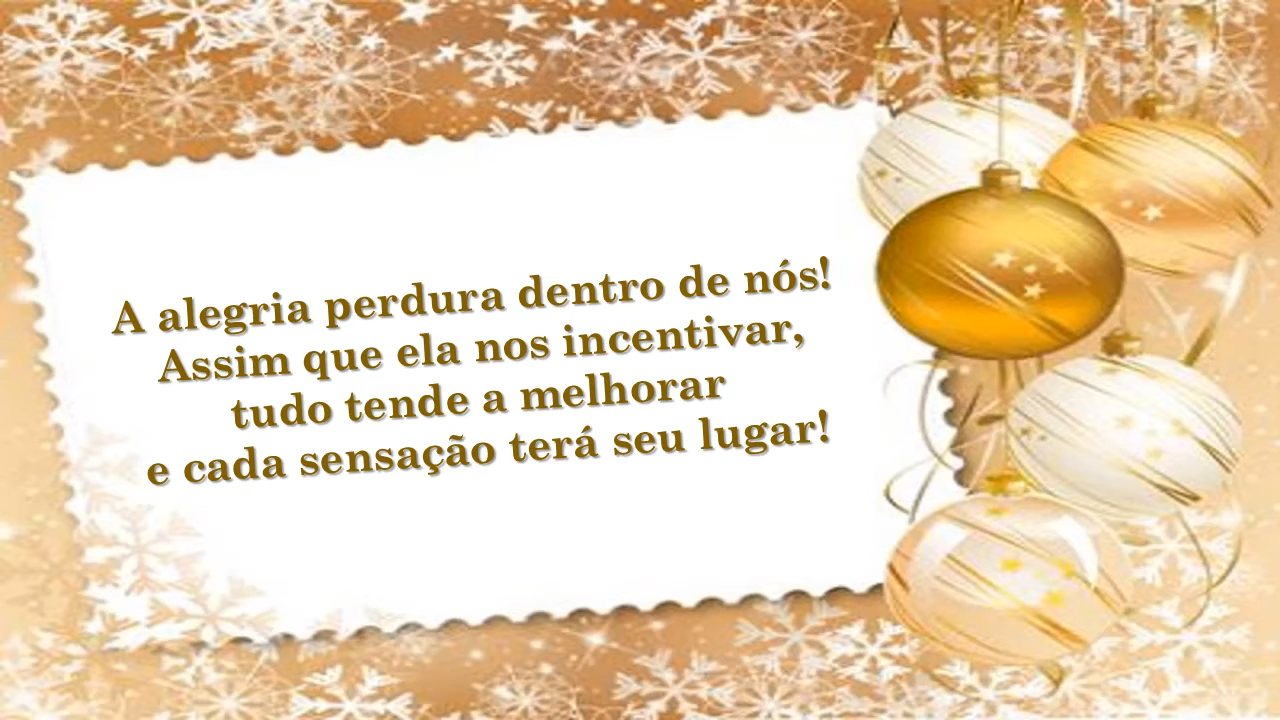 A alegria perdura dentro de nós!
Assim que ela nos incentivar,
tudo tende a melhorar
e cada sensação terá seu lugar!